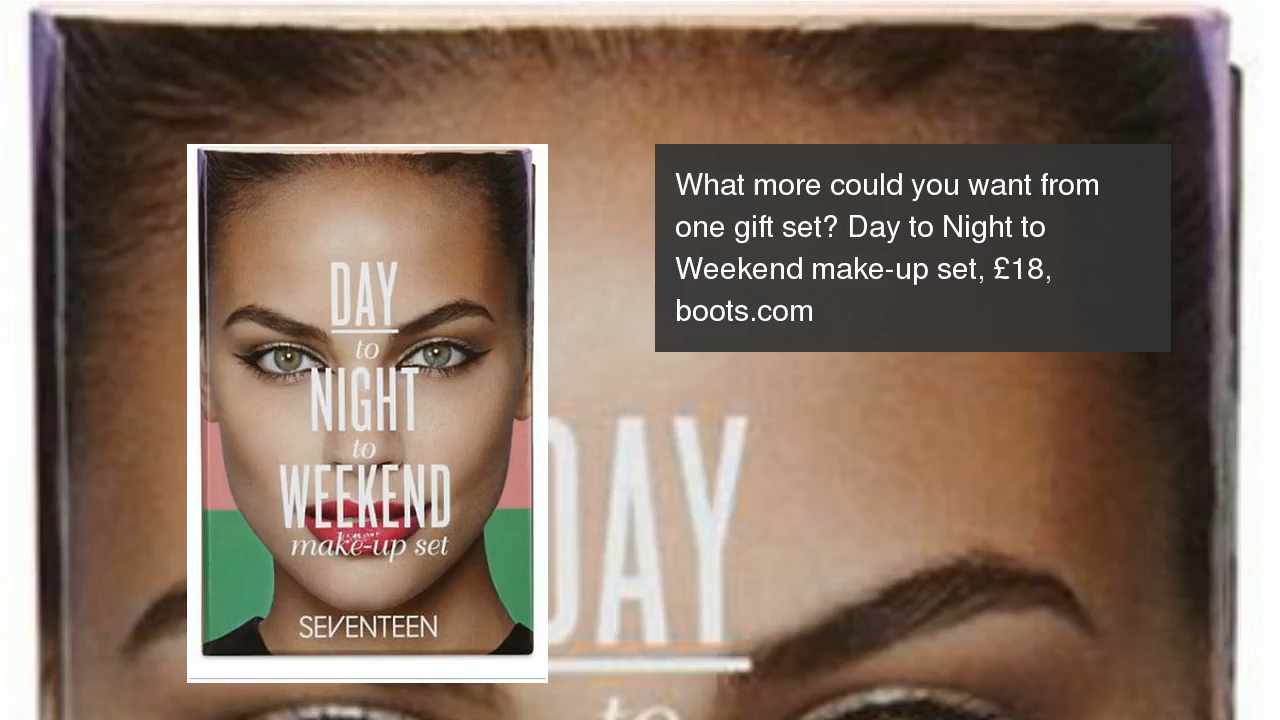 DAY
to
NIGHT
to
WEEKEND
make-up set
SEVENTEEN
What more could you want from
one gift set? Day to Night to
Weekend make-up set, £18,
boots.com
DAY
to